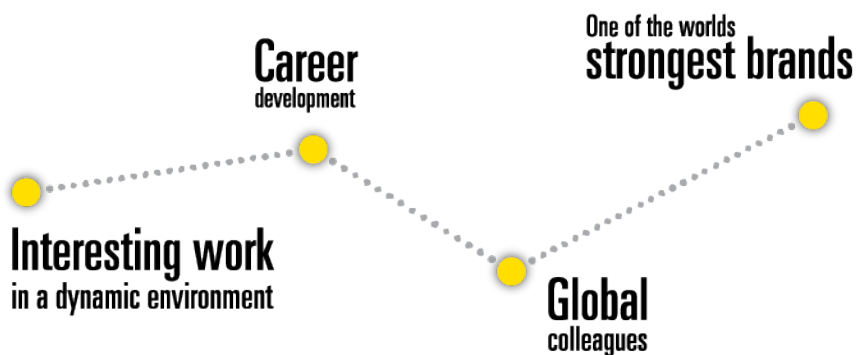 Interesting work
in a dynamic environment
Career
development
Global
colleagues
One of the worlds
strongest brands